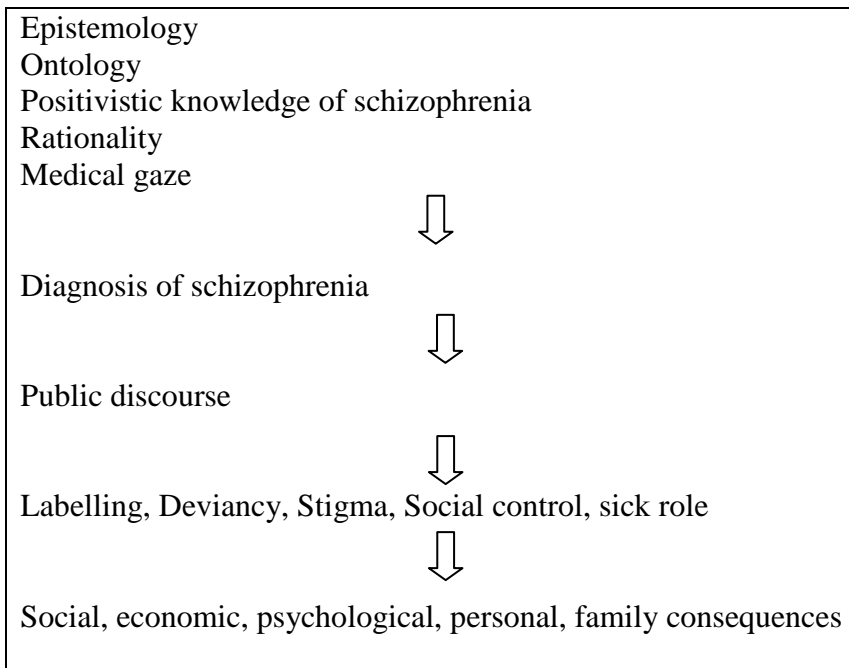 Epistemology
Ontology
Positivistic knowledge of schizophrenia
Rationality
Medical gaze
Diagnosis of schizophrenia
Public discourse
Labelling, Deviancy, Stigma, Social control, sick role
Social, economic, psychological, personal, family consequences